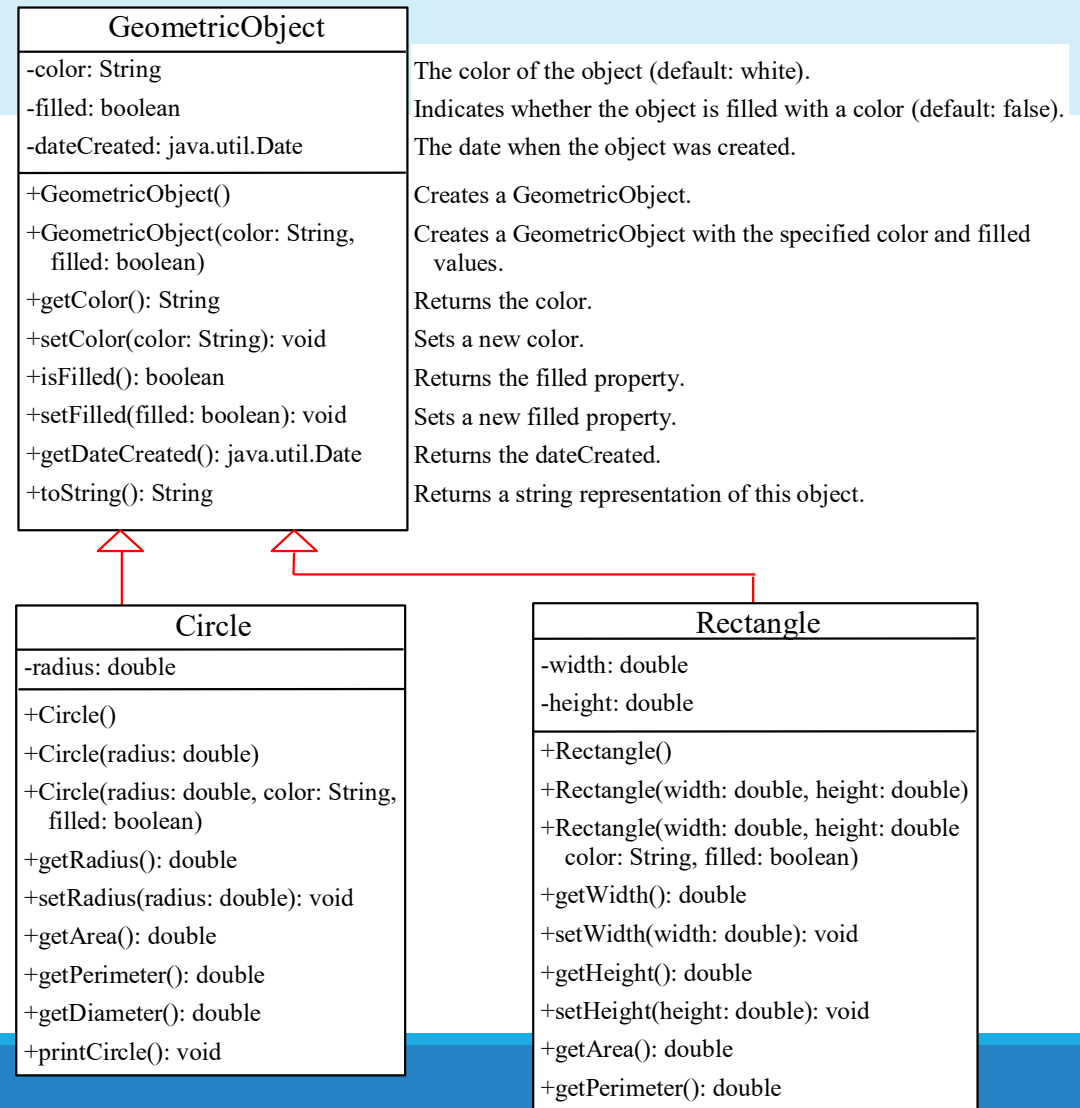 GeometricObject
-color: String
The color of the object (default: white).
-filled: boolean
Indicates whether the object is filled with a color (default: false).
-dateCreated: java.util.Date
The date when the object was created.
+GeometricObject()
Creates a GeometricObject.
+GeometricObject(color: String,
filled: boolean)
Creates a GeometricObject with the specified color and filled
values.
+getColor(): String
Returns the color.
+setColor(color: String): void
Sets a new color.
+isFilled(): boolean
Returns the filled property.
+setFilled(filled: boolean): void
Sets a new filled property.
+getDateCreated(): java.util.Date
Returns the dateCreated.
+toString(): String
Returns a string representation of this object.
Circle
-radius: double
+Circle()
+Circle(radius: double)
+Circle(radius: double, color: String,
filled: boolean)
+getRadius(): double
+setRadius(radius: double): void
+getArea(): double
+getPerimeter(): double
+getDiameter(): double
+printCircle(): void
Rectangle
-width: double
-height: double
+Rectangle()
+Rectangle(width: double, height: double)
+Rectangle(width: double, height: double
color: String, filled: boolean)
+getWidth(): double
+setWidth(width: double): void
+getHeight(): double
+setHeight(height: double): void
+getArea(): double
+getPerimeter(): double